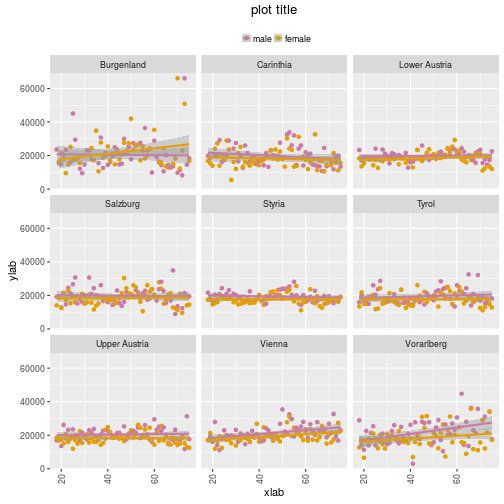 plot title
male female
Burgenland Carinthia Lower Austria
60000
40000
20000
0
Salzburg Styria Tyrol
60000
40000
20000
0
ylab
Upper Austria Vienna Vorarlberg
60000
40000
20000
0
20 40 60 20 40 60 20 40 60
xlab